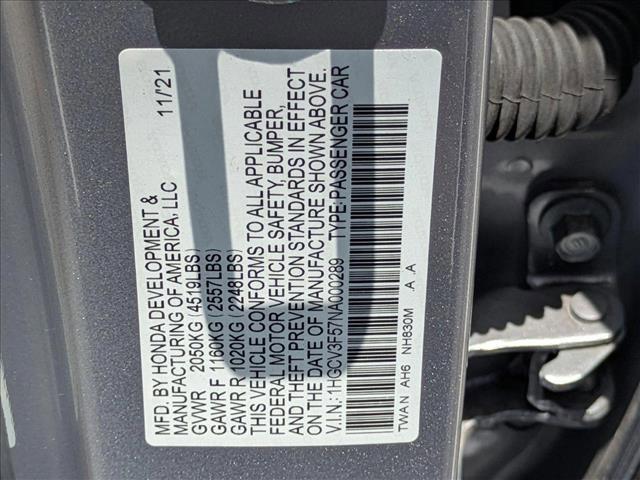 MFD. BY HONDA DEVELOPMENT & 11/21
MANUFACTURING OF AMERICA, LLC
GVWR 2050KG (4519LBS)
GAWR F 1160KG (2557LBS)
GAWR R 1020KG (2248LBS)
THIS VEHICLE CONFORMS TO ALL APPLICABLE
FEDERAL MOTOR VEHICLE SAFETY, BUMPER,
AND THEFT PREVENTION STANDARDS IN EFFECT
ON THE DATE OF MANUFACTURE SHOWN ABOVE.
V.I.N.: 1HGCV3F57NA000289 TYPE: PASSENGER CAR
TWA N AH6 NH830M .A .A